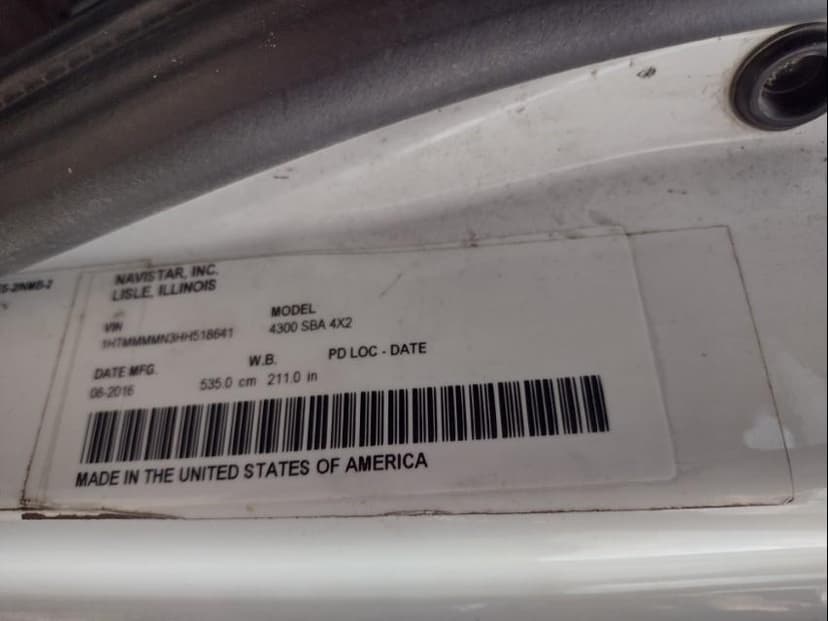 NAVISTAR, INC.
LISLE, ILLINOIS
VIN
MODEL
1HTMMMMN3HH518641
4300 SBA 4X2
DATE MFG.
W.B.
PD LOC - DATE
06-2016
535.0 cm 211.0 in
MADE IN THE UNITED STATES OF AMERICA